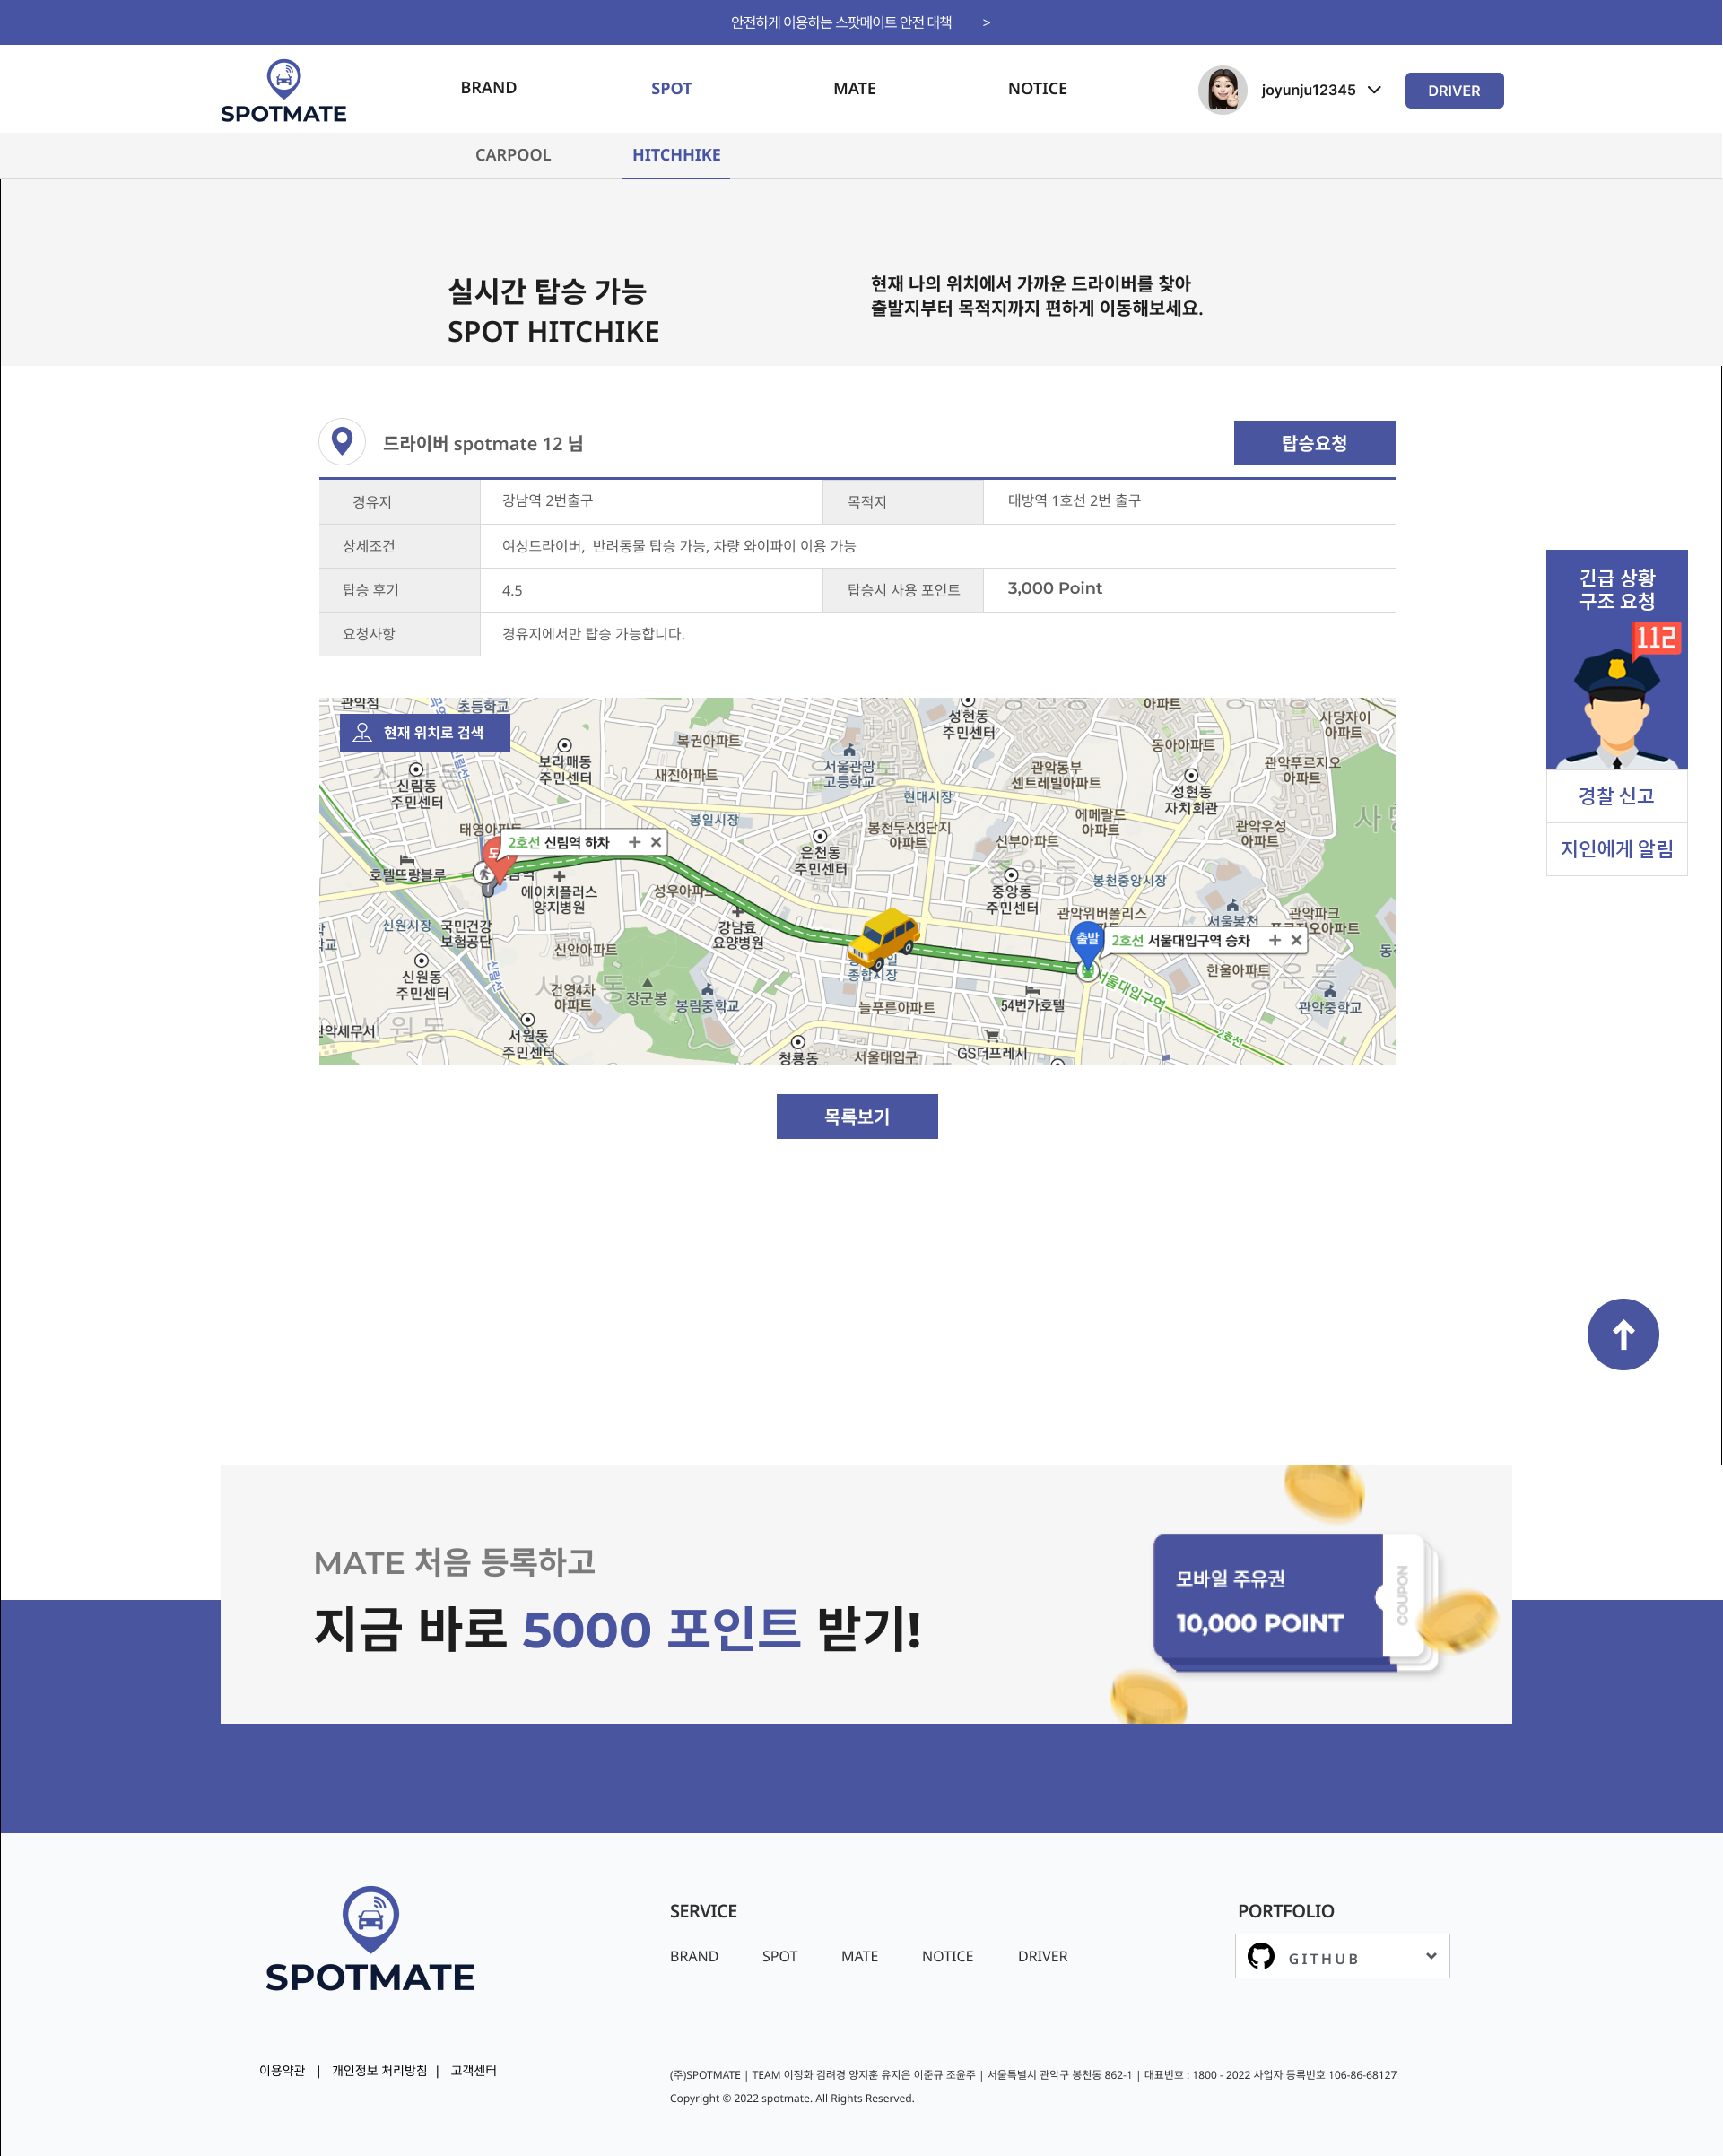 안전하게 이용하는 스팟메이트 안전 대책 >
SPOTMATE
BRAND
SPOT
MATE
NOTICE
joyunju12345
DRIVER
CARPOOL
HITCHHIKE
실시간 탑승 가능
SPOT HITCHIKE
현재 나의 위치에서 가까운 드라이버를 찾아
출발지부터 목적지까지 편하게 이동해보세요.
드라이버 spotmate 12 님
탑승요청
경유지
강남역 2번출구
목적지
대방역 1호선 2번 출구
상세조건
여성드라이버, 반려동물 탑승 가능, 차량 와이파이 이용 가능
탑승 후기
4.5
탑승시 사용 포인트
3,000 Point
요청사항
경유지에서만 탑승 가능합니다.
긴급 상황
구조 요청
112
경찰 신고
지인에게 알림
관악점
초등학교
현재 위치로 검색
신림선
보라매동
주민센터
신림동
주민센터
복권아파트
새진아파트
서울관광
고등학교
현대시장
성현동
주민센터
아파트
동아아파트
사당자이
아파트
관악동부
센트레빌아파트
성현동
자치회관
관악푸르지오
아파트
봉일시장
태영아파트
2호선 신림역 하차
은천동
주민센터
봉천두산3단지
아파트
에메랄드
아파트
신부아파트
관악우성
아파트
호텔뜨랑블루
에이치플러스
양지병원
성우아파트
중앙동
중앙동
주민센터
봉천중앙시장
신원시장
국민건강
보험공단
강남효
요양병원
신안아파트
관악위버폴리스
서울봉천
관악파크
출발
2호선 서울대입구역 승차
종합시장
신원동
주민센터
신림선
건영4차
아파트
장군봉
봉림중학교
늘푸른아파트
54번가호텔
서울대입구역
한울아파트
관악중학교
관악세무서
서원동
서원동
주민센터
청룡동
서울대입구
GS더프레시
2호선
목록보기
MATE 처음 등록하고
지금 바로 5000 포인트 받기!
모바일 주유권
10,000 POINT
COUPON
SPOTMATE
SERVICE
BRAND
SPOT
MATE
NOTICE
DRIVER
PORTFOLIO
GITHUB
이용약관 | 개인정보 처리방침 | 고객센터
(주)SPOTMATE | TEAM 이정화 김려경 양지훈 유지은 이준규 조윤주 | 서울특별시 관악구 봉천동 862-1 | 대표번호 : 1800 - 2022 사업자 등록번호 106-86-68127
Copyright © 2022 spotmate. All Rights Reserved.